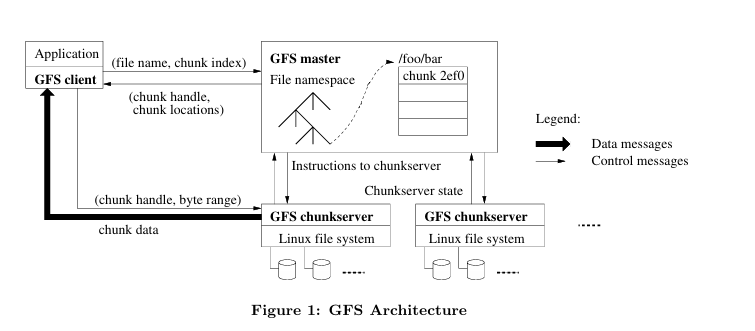 Application
GFS client
(file name, chunk index)
(chunk handle,
chunk locations)
GFS master
File namespace
/foo/bar
chunk 2ef0
Legend:
Data messages
Control messages
Instructions to chunkserver
Chunkserver state
(chunk handle, byte range)
chunk data
GFS chunkserver
Linux file system
GFS chunkserver
Linux file system
Figure 1: GFS Architecture